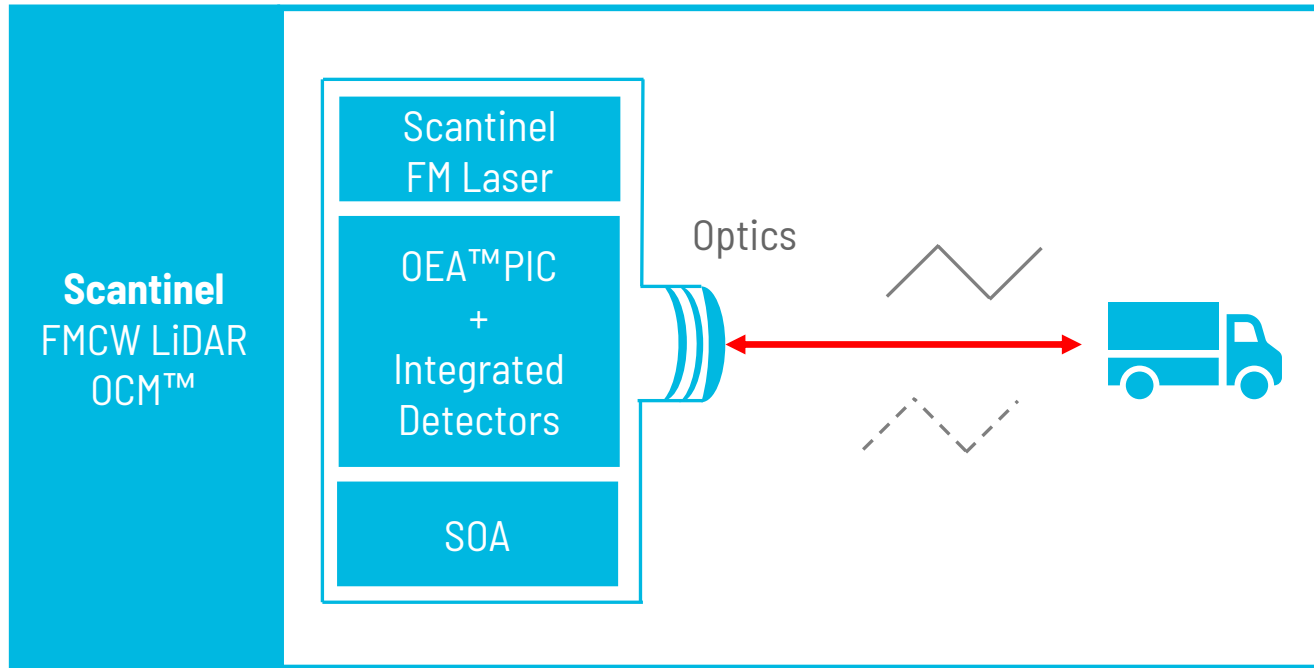 Scantinel
FMCW LiDAR
OCM™
Scantinel
FM Laser
OEA™PIC
+
Integrated
Detectors
SOA
Optics